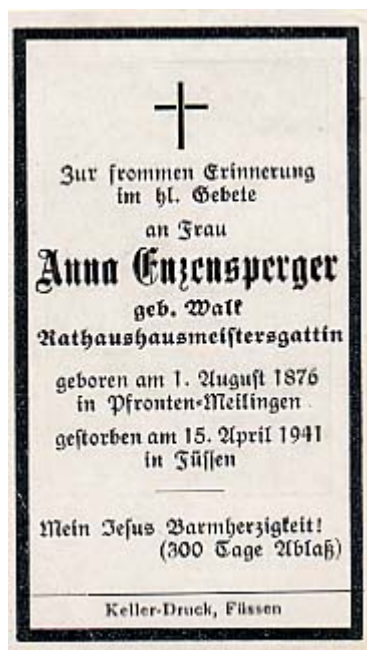 Zur frommen Erinnerung
im hl. Gebete
an Frau
Anna Enzensperger
geb. Walk
Rathaushausmeistersgattin
geboren am 1. August 1876
in Pfronten-Meilingen
gestorben am 15. April 1941
in Füssen
Mein Jesus Barmherzigkeit!
(300 Tage Ablaß)
Keller-Druck, Füssen